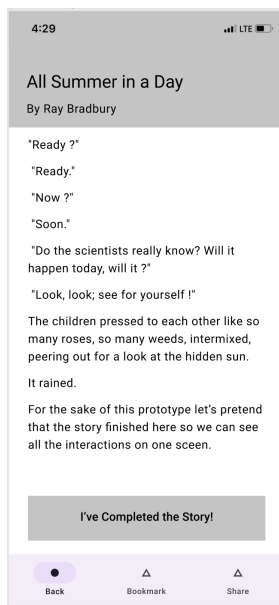 4:29 LTE
All Summer in a Day
By Ray Bradbury
"Ready ?"
"Ready."
"Now ?"
"Soon."
"Do the scientists really know? Will it
happen today, will it ?"
"Look, look; see for yourself !"
The children pressed to each other like so
many roses, so many weeds, intermixed,
peering out for a look at the hidden sun.
It rained.
For the sake of this prototype let's pretend
that the story finished here so we can see
all the interactions on one sceen.
I've Completed the Story!
Back Bookmark Share